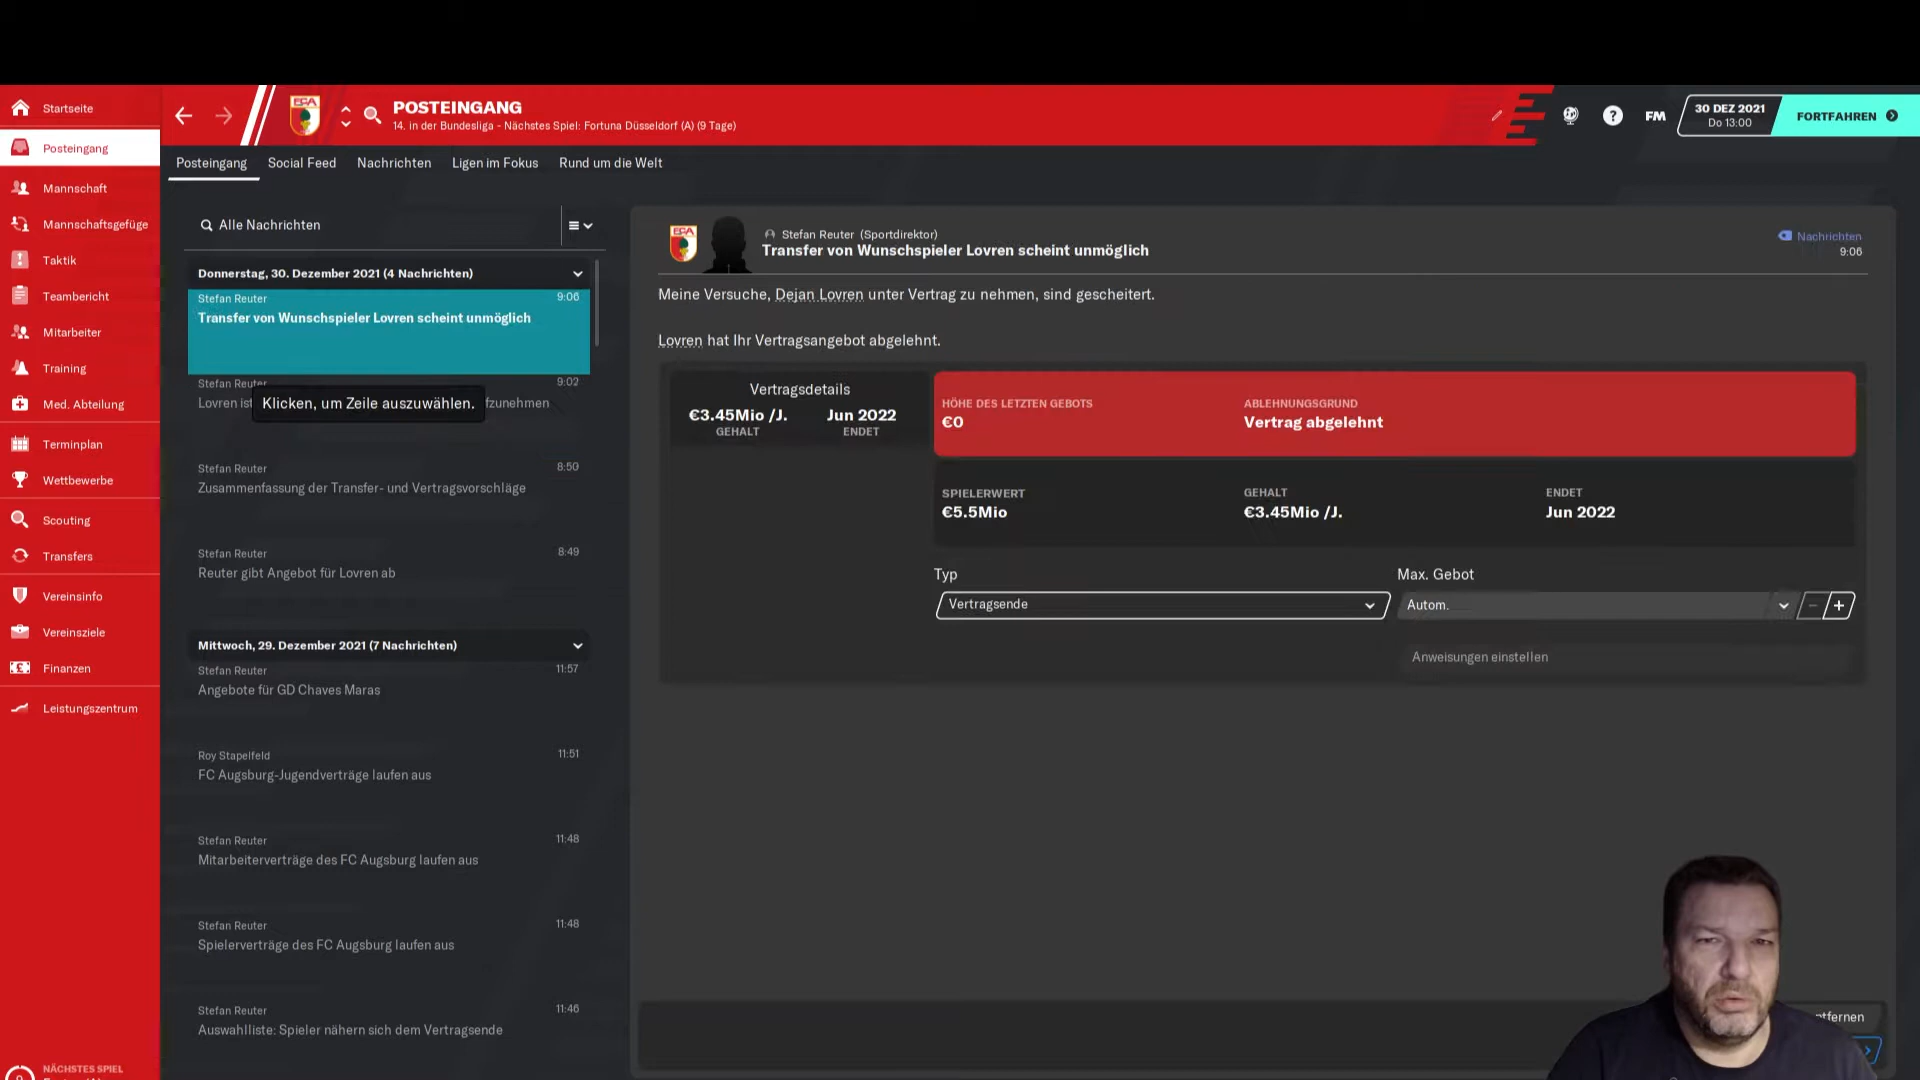 Startseite
Posteingang
Mannschaft
Mannschaftsgefüge
Taktik
Teambericht
Mitarbeiter
Training
Med. Abteilung
Terminplan
Wettbewerbe
Scouting
Transfers
Vereinsinfo
Vereinsziele
Finanzen
Leistungszentrum
NÄCHSTES SPIEL
FCA
POSTEINGANG
14. in der Bundesliga - Nächstes Spiel: Fortuna Düsseldorf (A) (9 Tage)
?
FM
30 DEZ 2021
Do 13:00
FORTFAHREN
Posteingang Social Feed Nachrichten Ligen im Fokus Rund um die Welt
Alle Nachrichten
Donnerstag, 30. Dezember 2021 (4 Nachrichten)
Stefan Reuter 9:06
Transfer von Wunschspieler Lovren scheint unmöglich
Stefan Reuter 9:02
Lovren ist fzunehmen
Klicken, um Zeile auszuwählen.
Stefan Reuter 8:50
Zusammenfassung der Transfer- und Vertragsvorschläge
Stefan Reuter 8:49
Reuter gibt Angebot für Lovren ab
Mittwoch, 29. Dezember 2021 (7 Nachrichten)
Stefan Reuter 11:57
Angebote für GD Chaves Maras
Roy Stapelfeld 11:51
FC Augsburg-Jugendverträge laufen aus
Stefan Reuter 11:48
Mitarbeiterverträge des FC Augsburg laufen aus
Stefan Reuter 11:48
Spielerverträge des FC Augsburg laufen aus
Stefan Reuter 11:46
Auswahlliste: Spieler nähern sich dem Vertragsende
FCA
Stefan Reuter (Sportdirektor)
Transfer von Wunschspieler Lovren scheint unmöglich
Nachrichten
9:06
Meine Versuche, Dejan Lovren unter Vertrag zu nehmen, sind gescheitert.
Lovren hat Ihr Vertragsangebot abgelehnt.
Vertragsdetails
€3.45Mio /J. Jun 2022
GEHALT ENDET
HÖHE DES LETZTEN GEBOTS ABLEHNUNGSGRUND
€0 Vertrag abgelehnt
SPIELERWERT GEHALT ENDET
€5.5Mio €3.45Mio /J. Jun 2022
Typ Max. Gebot
Vertragsende Autom.
Anweisungen einstellen
ntfernen